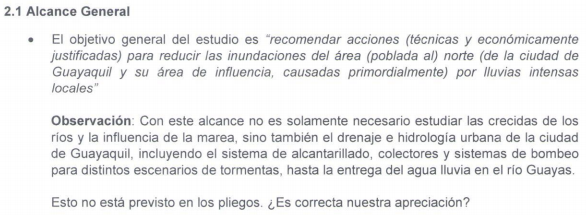 2.1 Alcance General
• El objetivo general del estudio es “recomendar acciones (técnicas y económicamente
justificadas) para reducir las inundaciones del área (poblada al) norte (de la ciudad de
Guayaquil y su área de influencia, causadas primordialmente) por lluvias intensas
locales”
Observación: Con este alcance no es solamente necesario estudiar las crecidas de los
ríos y la influencia de la marea, sino también el drenaje e hidrología urbana de la ciudad
de Guayaquil, incluyendo el sistema de alcantarillado, colectores y sistemas de bombeo
para distintos escenarios de tormentas, hasta la entrega del agua lluvia en el río Guayas.
Esto no está previsto en los pliegos. ¿Es correcta nuestra apreciación?